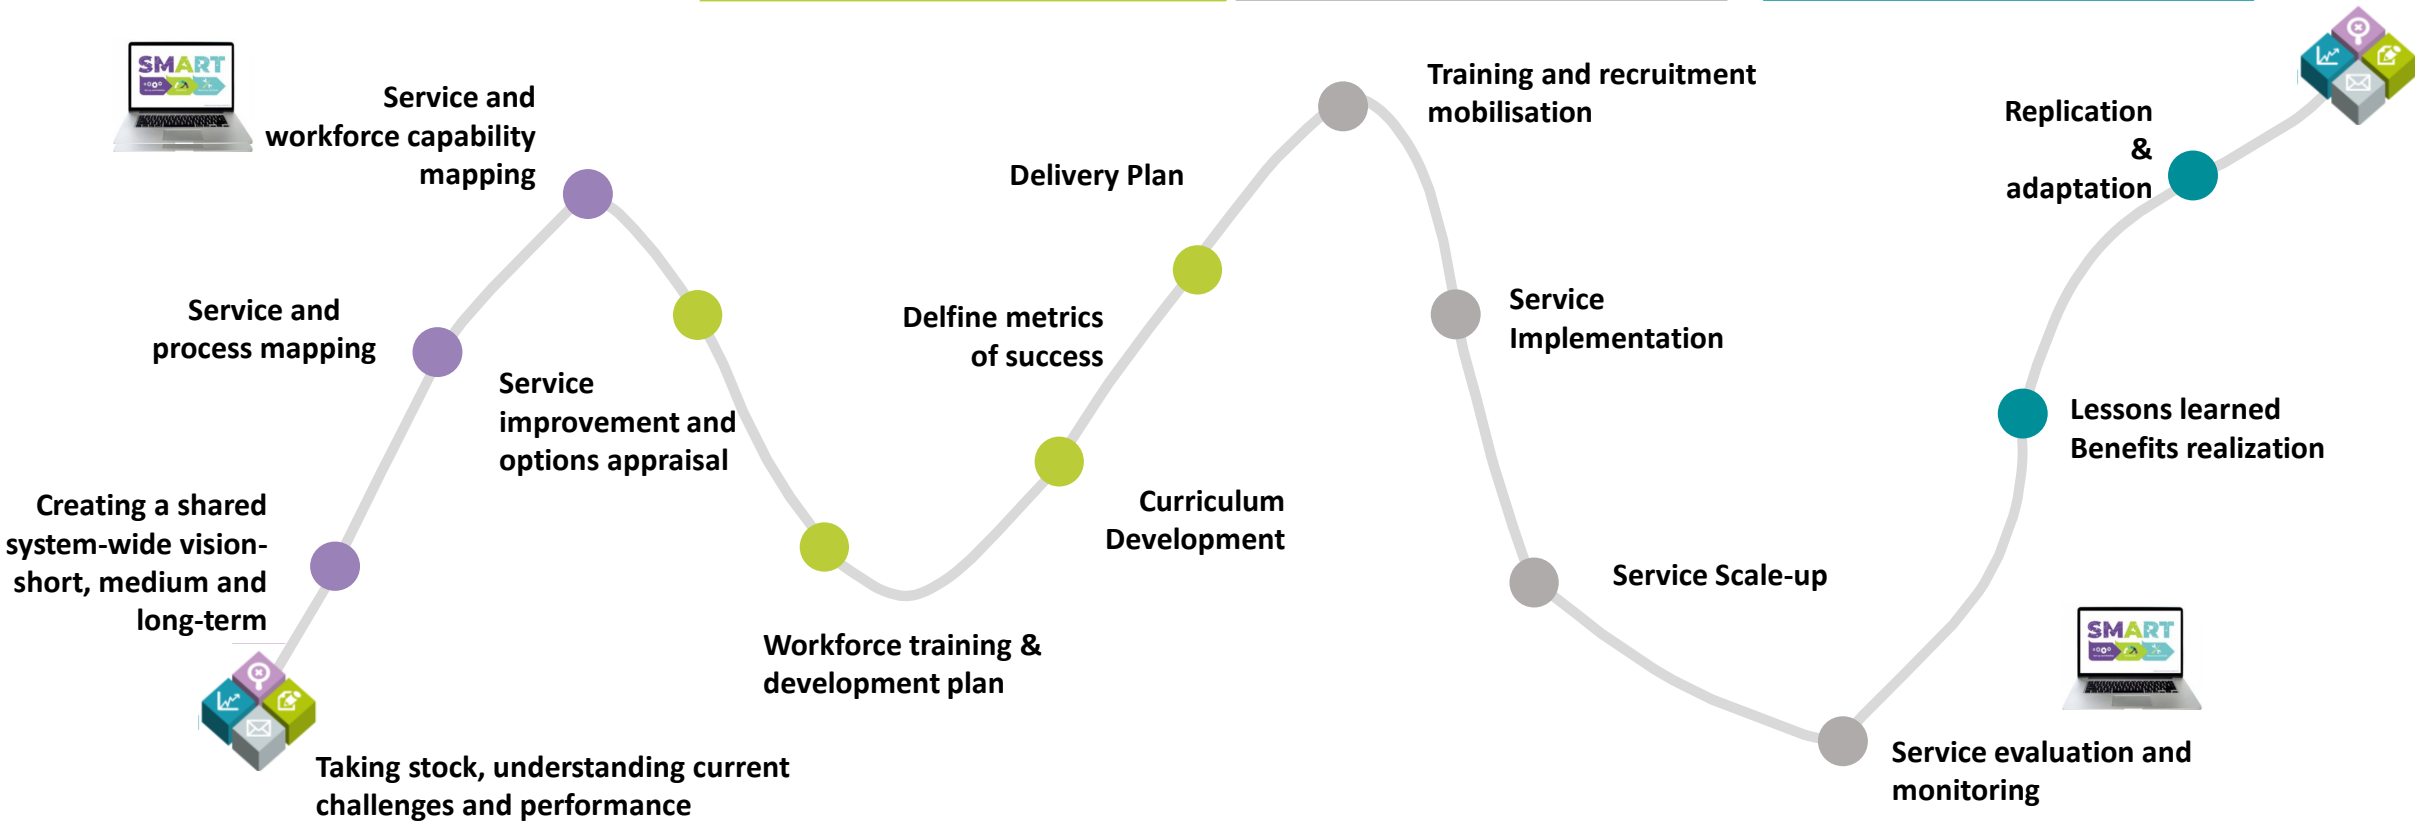 SMART
Service and
workforce capability
mapping
Service and
process mapping
Creating a shared
system-wide vision-
short, medium and
long-term
Taking stock, understanding current
challenges and performance
Service
improvement and
options appraisal
Workforce training &
development plan
Delfine metrics
of success
Curriculum
Development
Delivery Plan
Training and recruitment
mobilisation
Service
Implementation
Service Scale-up
Service evaluation and
monitoring
SMART
Lessons learned
Benefits realization
Replication
&
adaptation